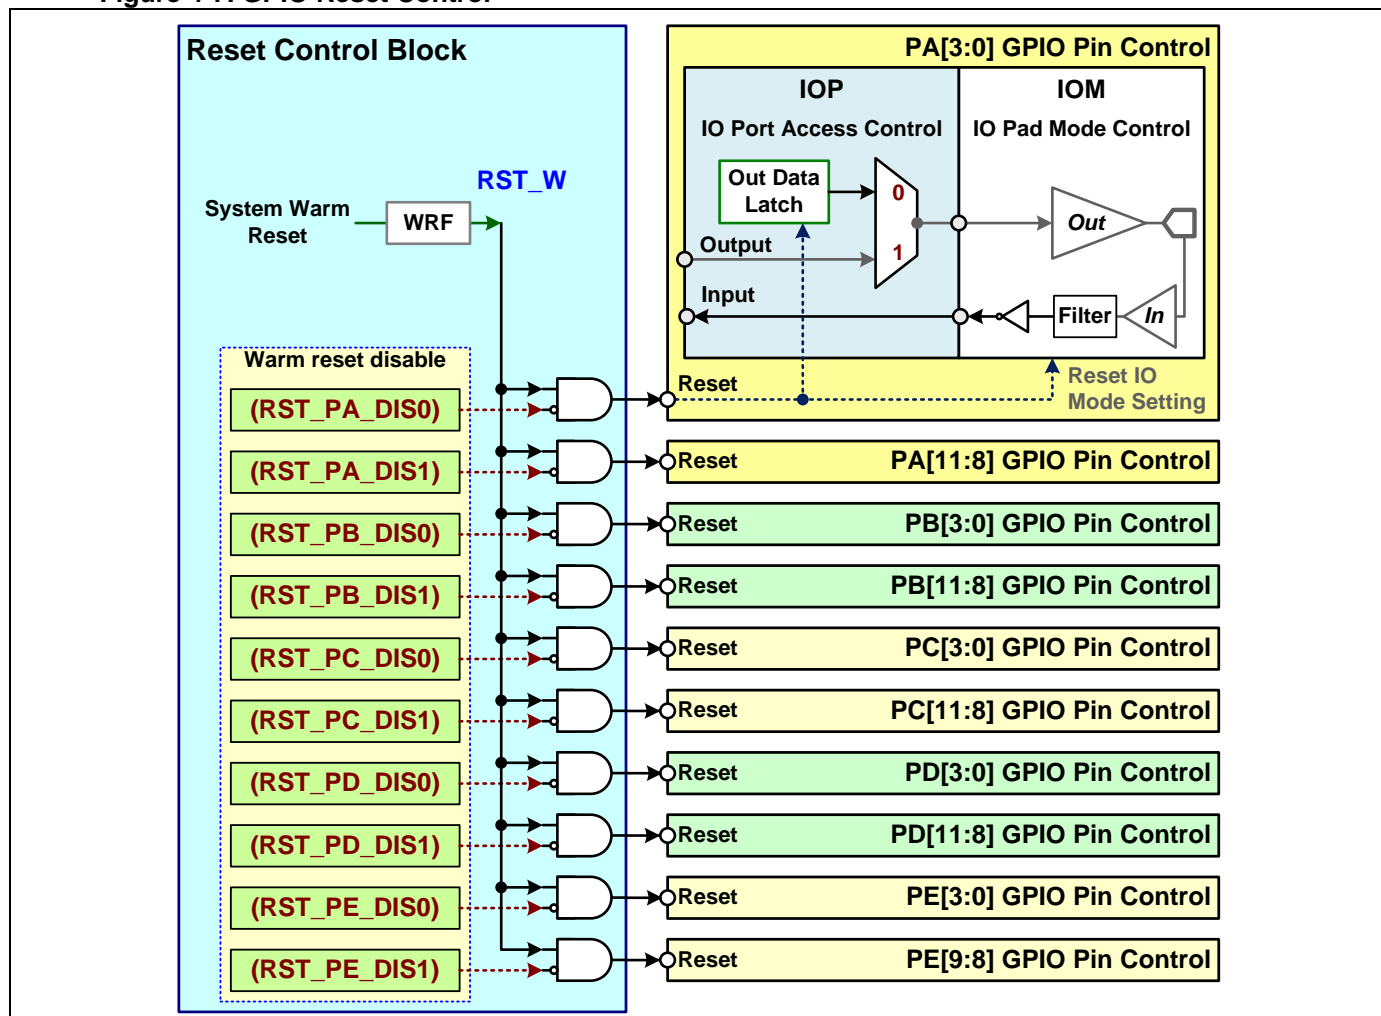 Reset Control Block
RST_W
System Warm
Reset
WRF
Warm reset disable
(RST_PA_DIS0)
(RST_PA_DIS1)
(RST_PB_DIS0)
(RST_PB_DIS1)
(RST_PC_DIS0)
(RST_PC_DIS1)
(RST_PD_DIS0)
(RST_PD_DIS1)
(RST_PE_DIS0)
(RST_PE_DIS1)
PA[3:0] GPIO Pin Control
IOP
IO Port Access Control
IOM
IO Pad Mode Control
Out Data
Latch
0
1
Output
Input
Out
Filter
In
Reset
Reset IO
Mode Setting
Reset PA[11:8] GPIO Pin Control
Reset PB[3:0] GPIO Pin Control
Reset PB[11:8] GPIO Pin Control
Reset PC[3:0] GPIO Pin Control
Reset PC[11:8] GPIO Pin Control
Reset PD[3:0] GPIO Pin Control
Reset PD[11:8] GPIO Pin Control
Reset PE[3:0] GPIO Pin Control
Reset PE[9:8] GPIO Pin Control